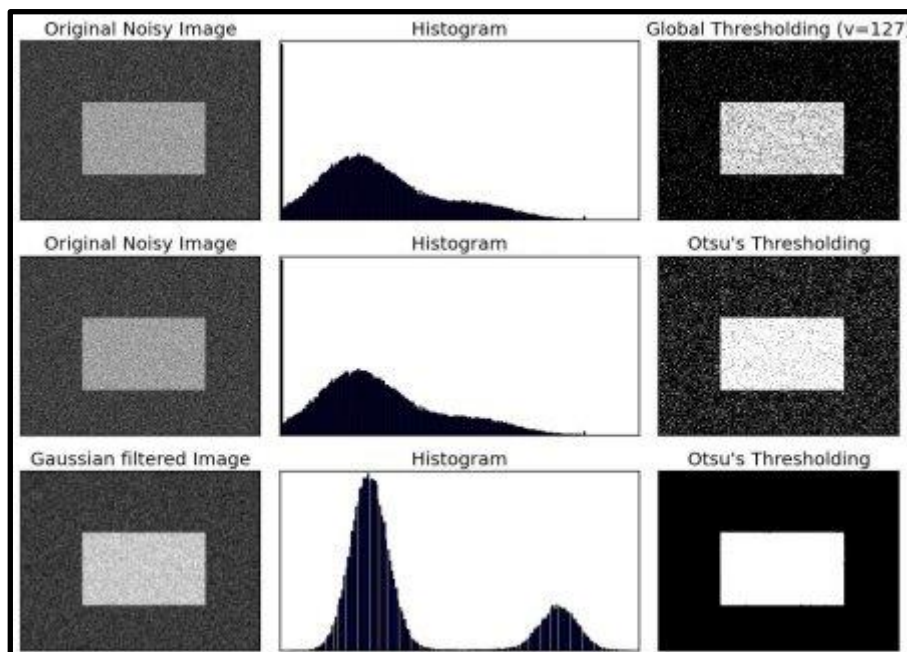 Original Noisy Image
Histogram
Global Thresholding (v=127)
Original Noisy Image
Histogram
Otsu's Thresholding
Gaussian filtered Image
Histogram
Otsu's Thresholding